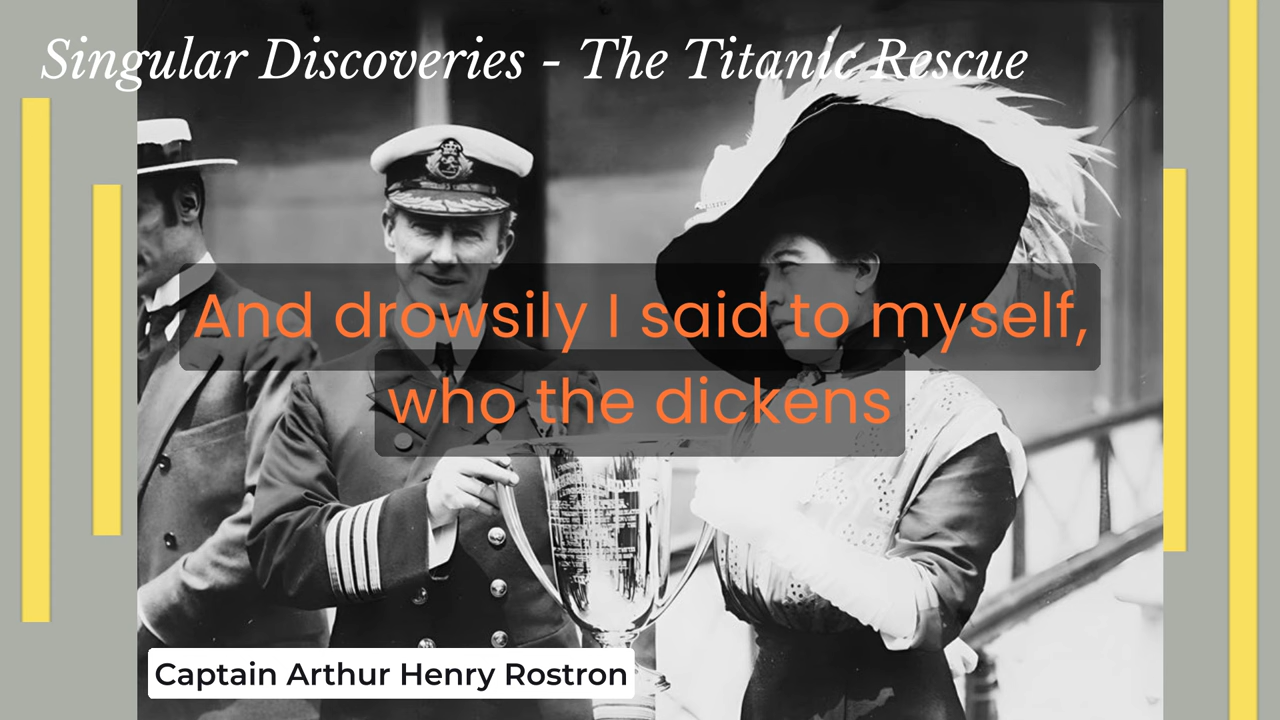 Singular Discoveries - The Titanic Rescue
And drowsily I said to myself,
who the dickens
Captain Arthur Henry Rostron